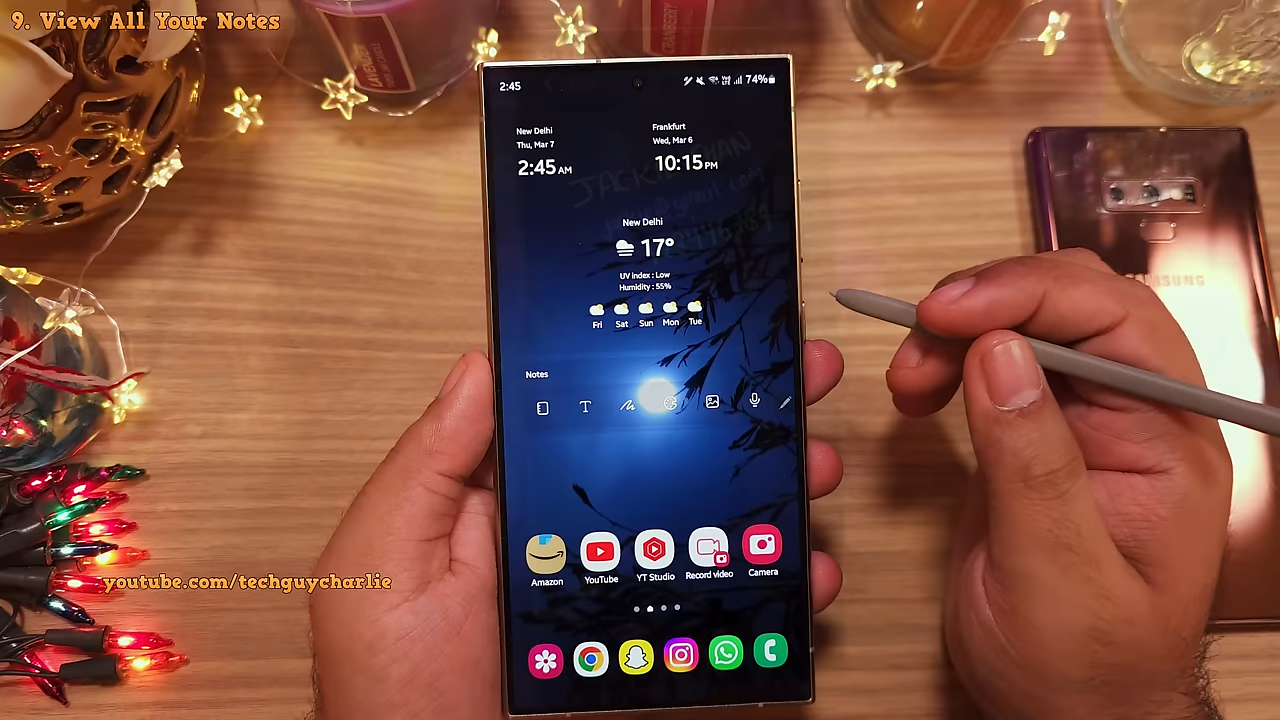 9. View All Your Notes
CRANBERRY
2:45
74%
New Delhi
Thu, Mar 7
2:45 AM
Frankfurt
Wed, Mar 6
10:15 PM
New Delhi
17°
UV index : Low
Humidity : 55%
Fri Sat Sun Mon Tue
Notes
Amazon YouTube YT Studio Record video Camera
SAMSUNG
youtube.com/techguycharlie